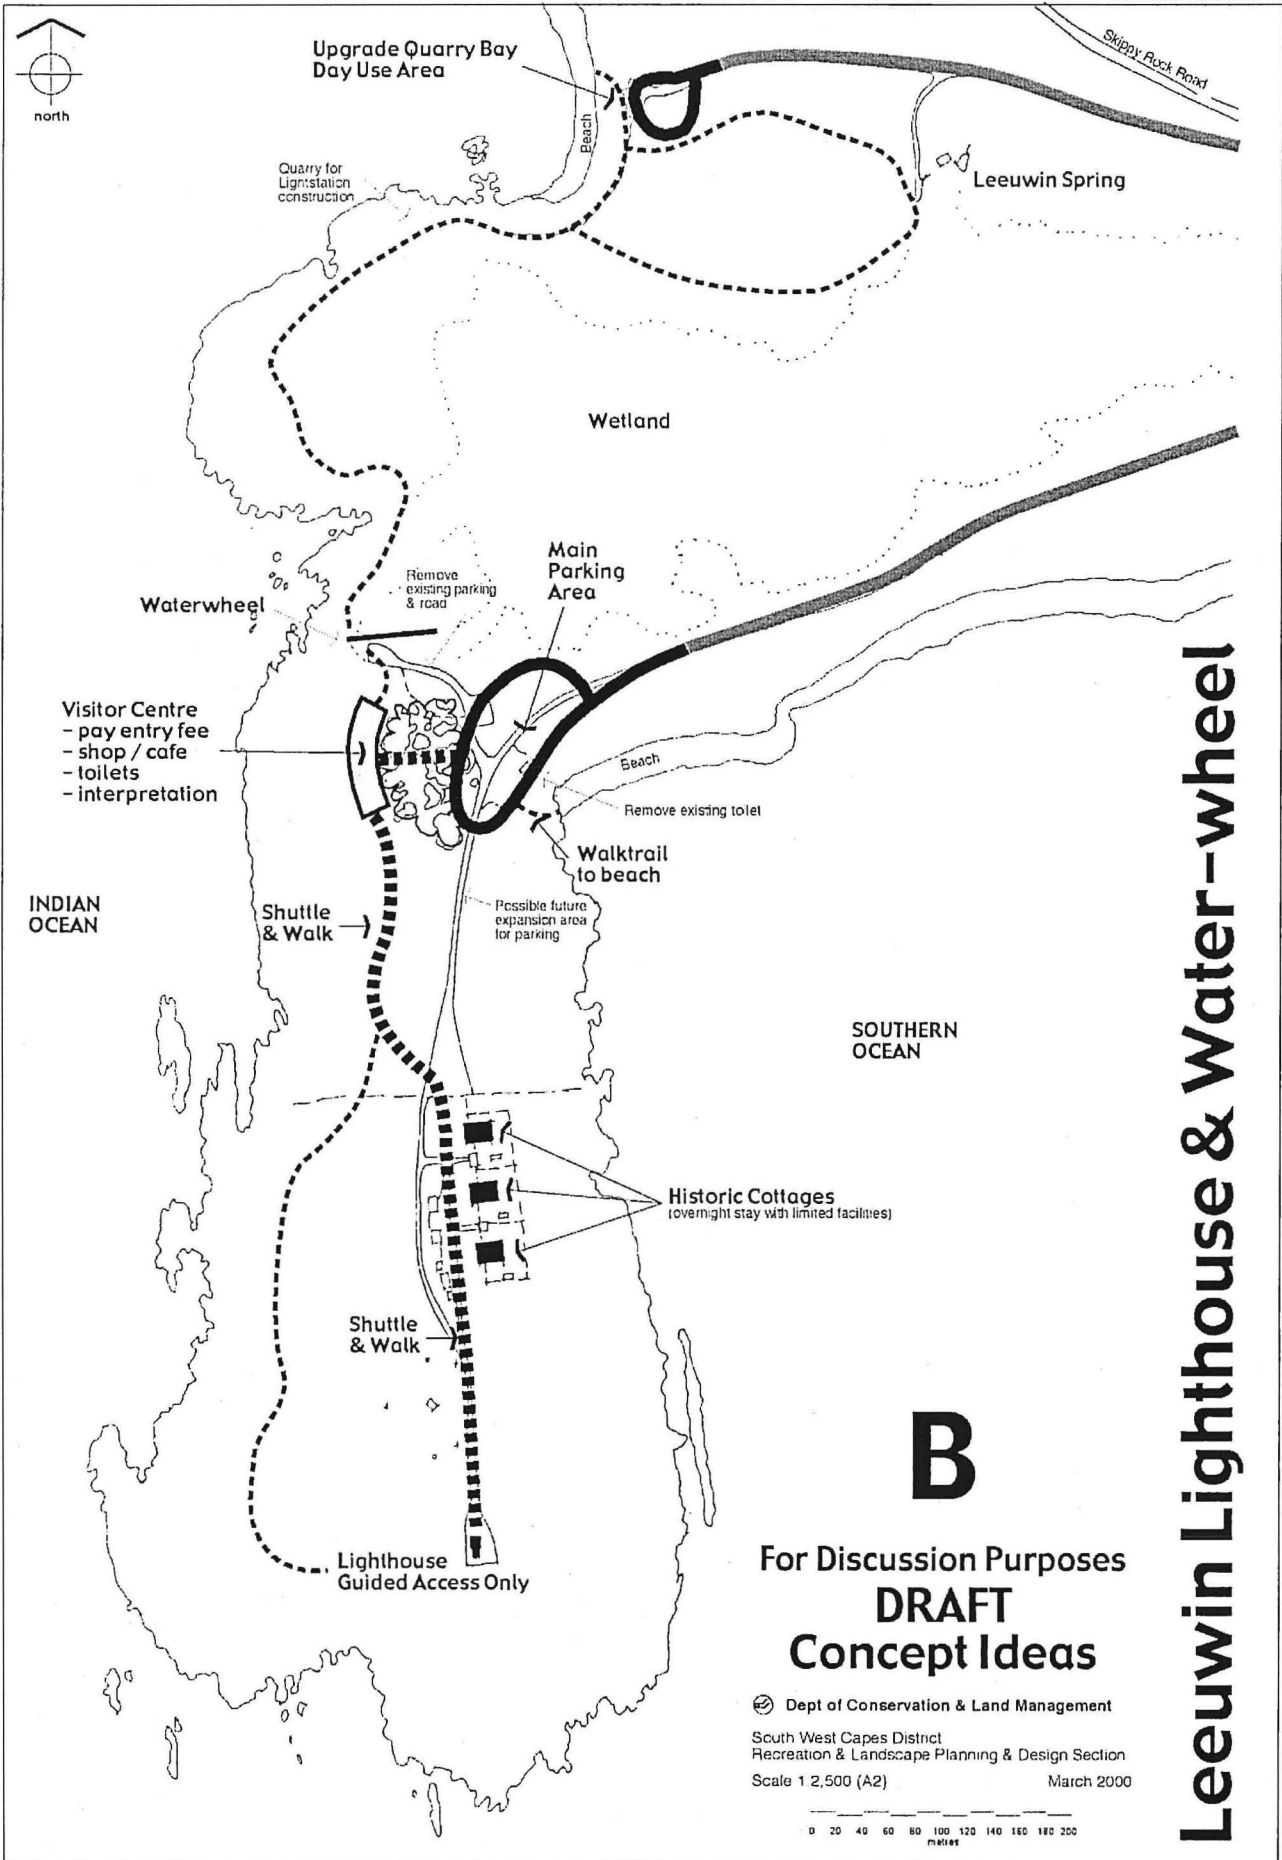 north
Upgrade Quarry Bay
Day Use Area
Skippy Rock Road
Beach
Quarry for
Lightstation
construction
Leeuwin Spring
Wetland
Main
Parking
Area
Remove
existing parking
& road
Waterwheel
Visitor Centre
- pay entry fee
- shop / cafe
- toilets
- interpretation
Beach
Remove existing toilet
Walktrail
to beach
INDIAN
OCEAN
Shuttle
& Walk
Possible future
expansion area
for parking
SOUTHERN
OCEAN
Historic Cottages
(overnight stay with limited facilities)
Shuttle
& Walk
Lighthouse
Guided Access Only
B
For Discussion Purposes
DRAFT
Concept Ideas
Dept of Conservation & Land Management
South West Capes District
Recreation & Landscape Planning & Design Section
Scale 1:2,500 (A2) March 2000
0 20 40 60 80 100 120 140 160 180 200
metres
Leeuwin Lighthouse & Water-wheel